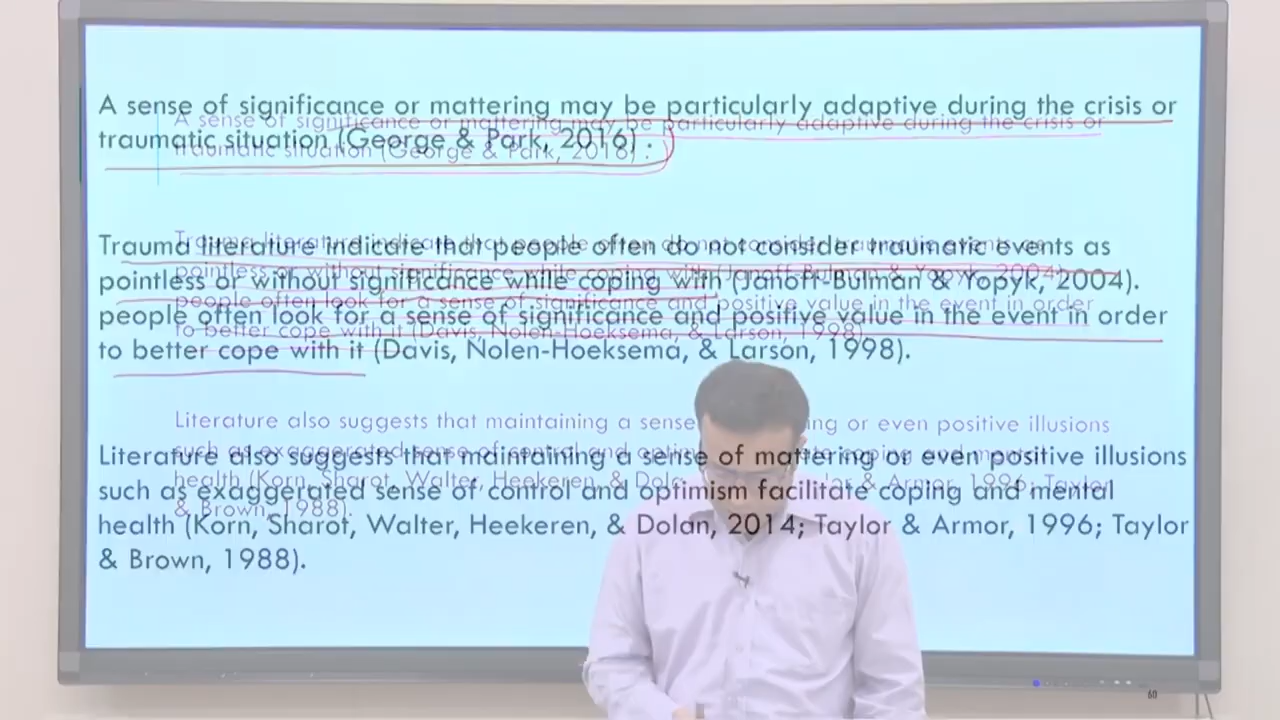 A sense of significance or mattering may be particularly adaptive during the crisis or
traumatic situation (George & Park, 2016) .
Trauma literature indicate that people often do not consider traumatic events as
pointless or without significance while coping with (Janoff-Bulman & Yopyk, 2004).
people often look for a sense of significance and positive value in the event in order
to better cope with it (Davis, Nolen-Hoeksema, & Larson, 1998).
Literature also suggests that maintaining a sense of mattering or even positive illusions
such as exaggerated sense of control and optimism facilitate coping and mental
health (Korn, Sharot, Walter, Heekeren, & Dolan, 2014; Taylor & Armor, 1996; Taylor
& Brown, 1988).
60